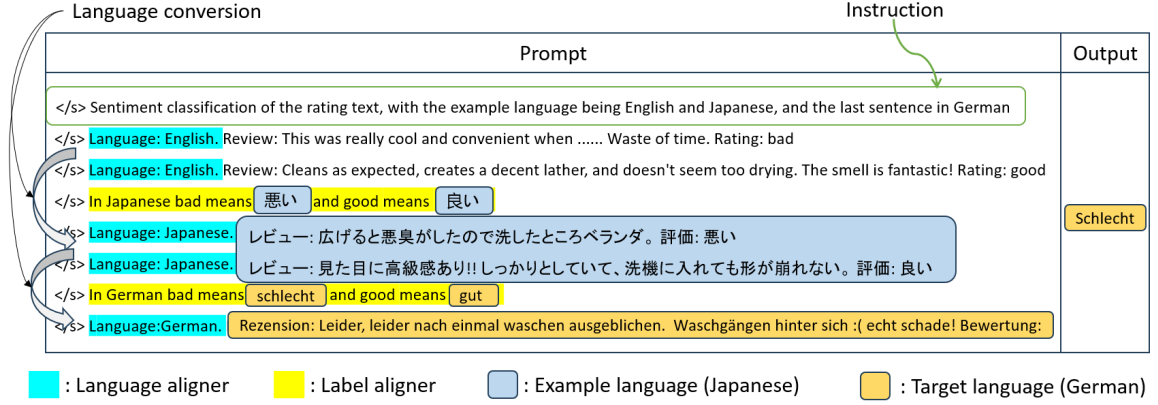 Language conversion
Instruction
Prompt
Output
</s> Sentiment classification of the rating text, with the example language being English and Japanese, and the last sentence in German
</s> Language: English. Review: This was really cool and convenient when ...... Waste of time. Rating: bad
</s> Language: English. Review: Cleans as expected, creates a decent lather, and doesn't seem too drying. The smell is fantastic! Rating: good
</s> In Japanese bad means 悪い and good means 良い
</s> Language: Japanese. レビュー: 広げると悪臭がしたので洗したところベランダ。 評価: 悪い
</s> Language: Japanese. レビュー: 見た目に高級感あり!! しっかりとしていて、洗機に入れても形が崩れない。 評価: 良い
</s> In German bad means schlecht and good means gut
</s> Language:German. Rezension: Leider, leider nach einmal waschen ausgeblichen. Waschgängen hinter sich :( echt schade! Bewertung:
Schlecht
: Language aligner
: Label aligner
: Example language (Japanese)
: Target language (German)